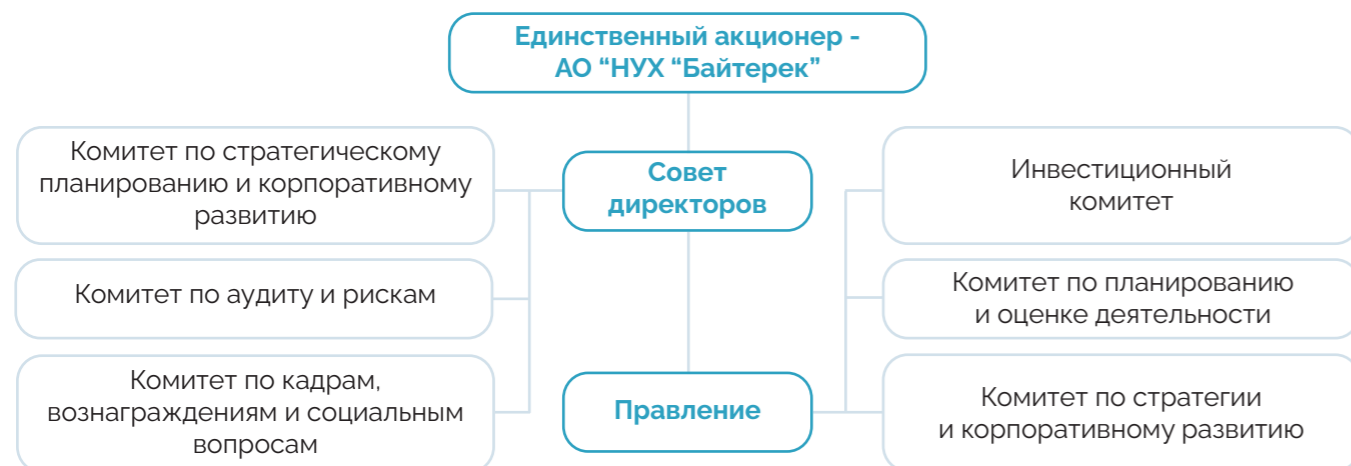 Единственный акционер -
АО “НУХ “Байтерек”
Комитет по стратегическому
планированию и корпоративному
развитию
Совет
директоров
Инвестиционный
комитет
Комитет по аудиту и рискам
Комитет по планированию
и оценке деятельности
Комитет по кадрам,
вознаграждениям и социальным
вопросам
Правление
Комитет по стратегии
и корпоративному развитию